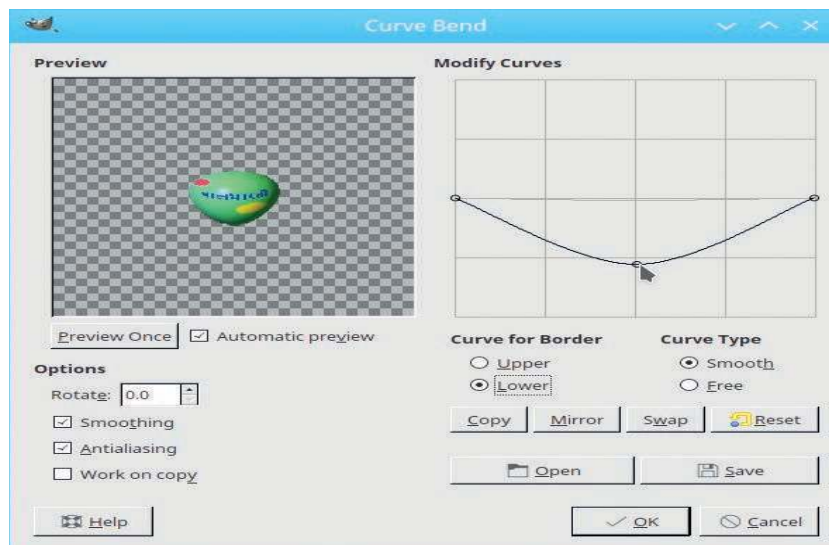 Curve Bend
Preview
Modify Curves
Preview Once
Automatic preview
Curve for Border
Curve Type
Options
Upper
Smooth
Rotate: 0.0
Lower
Free
Smoothing
Copy Mirror Swap Reset
Antialiasing
Work on copy
Open Save
Help
OK Cancel